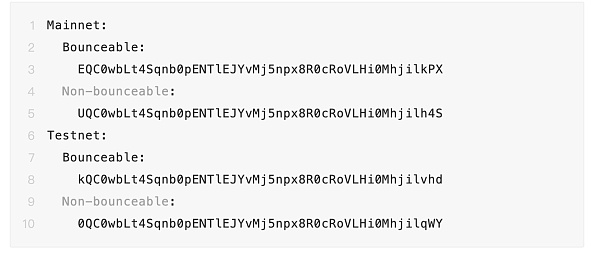 1 Mainnet:
2 Bounceable:
3 EQC0wbLt4Sqnb0pENTlEJYvMj5npx8R0cRoVLHi0MhjilkPX
4 Non-bounceable:
5 UQC0wbLt4Sqnb0pENTlEJYvMj5npx8R0cRoVLHi0Mhjilh4S
6 Testnet:
7 Bounceable:
8 kQC0wbLt4Sqnb0pENTlEJYvMj5npx8R0cRoVLHi0Mhjilvhd
9 Non-bounceable:
10 0QC0wbLt4Sqnb0pENTlEJYvMj5npx8R0cRoVLHi0MhjilqWY